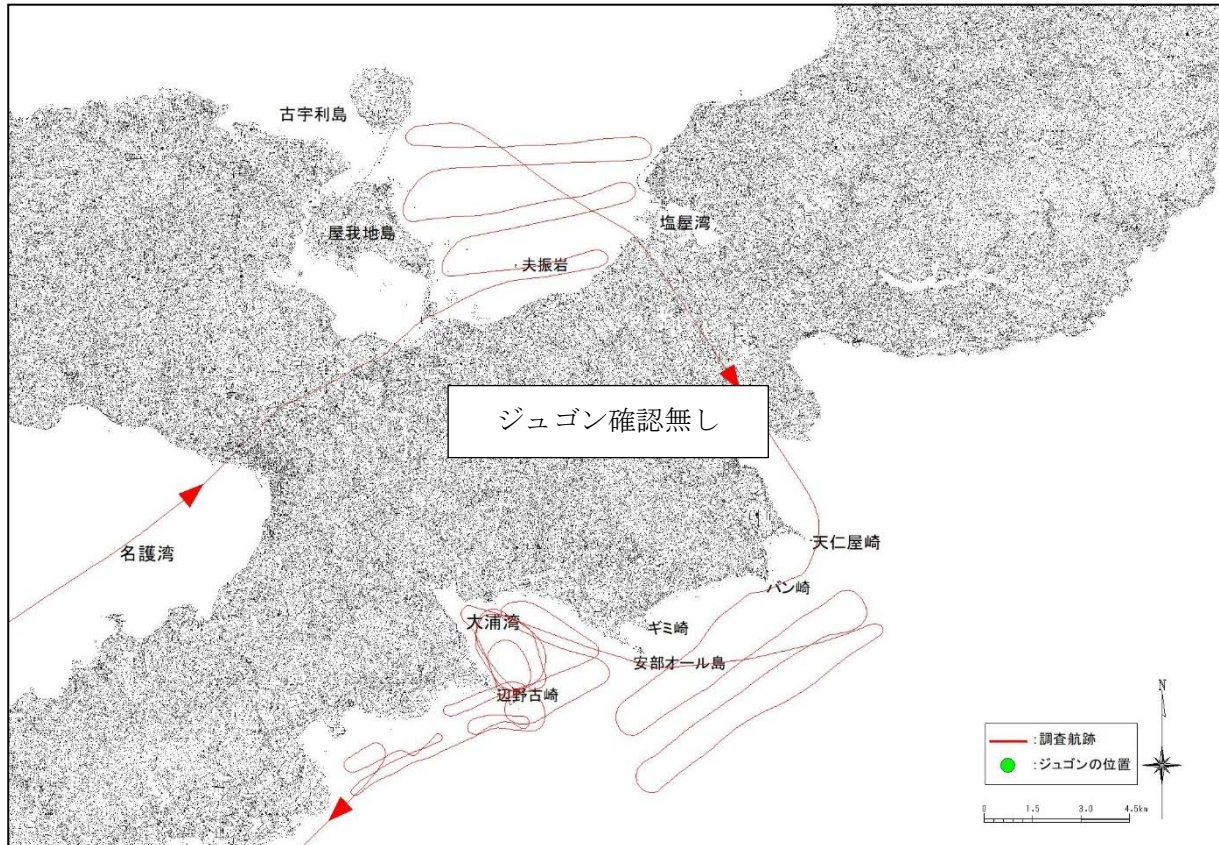 古宇利島
屋我地島
塩屋湾
夫振岩
ジュゴン確認無し
名護湾
天仁屋崎
バン崎
大浦湾
ギミ崎
安部オール島
辺野古崎
N
:調査航跡
:ジュゴンの位置
0 1.5 3.0 4.5km